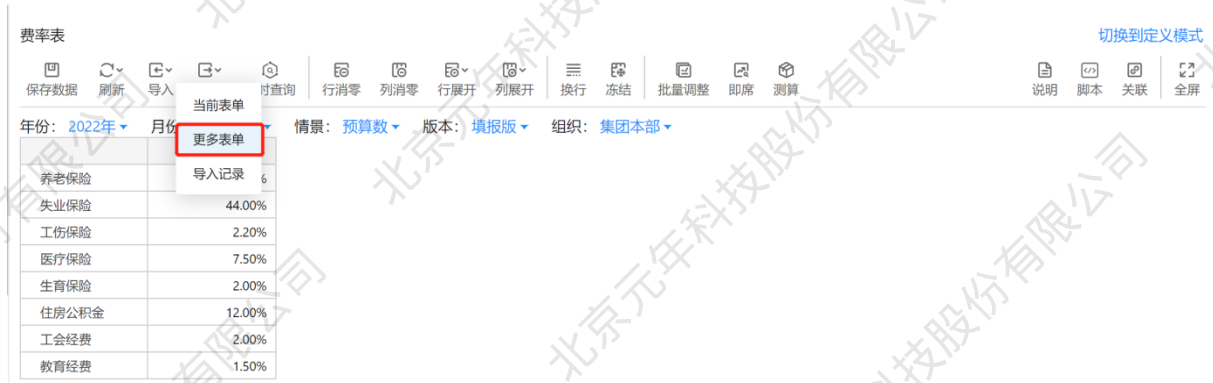 费率表
切换到定义模式
保存数据 刷新 导入 时查询 行消零 列消零 行展开 列展开 换行 冻结 批量调整 即席 测算 说明 脚本 关联 全屏
当前表单
更多表单
导入记录
年份: 2022年 月份 情景: 预算数 版本: 填报版 组织: 集团本部
养老保险 %
失业保险 44.00%
工伤保险 2.20%
医疗保险 7.50%
生育保险 2.00%
住房公积金 12.00%
工会经费 2.00%
教育经费 1.50%
北京元年科技股份有限公司